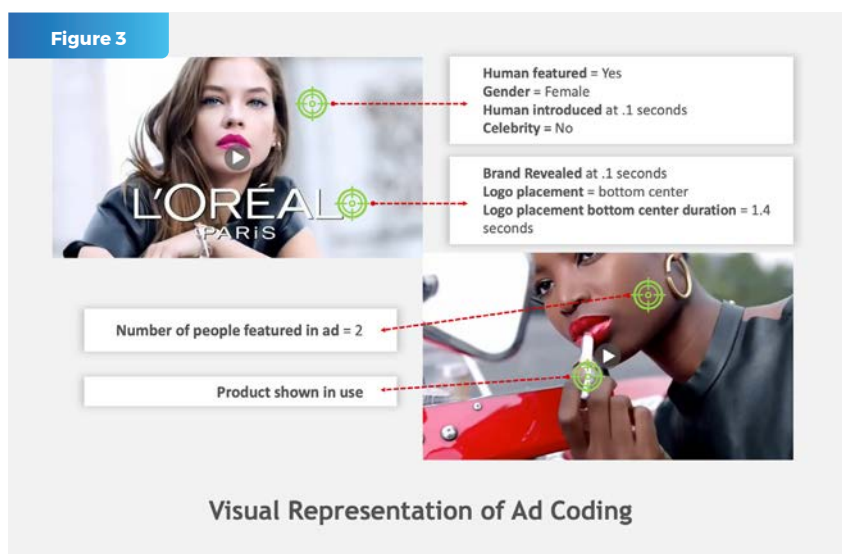 Figure 3
Human featured = Yes
Gender = Female
Human introduced at .1 seconds
Celebrity = No
L'ORÉAL
PARiS
Brand Revealed at .1 seconds
Logo placement = bottom center
Logo placement bottom center duration = 1.4
seconds
Number of people featured in ad = 2
Product shown in use
Visual Representation of Ad Coding